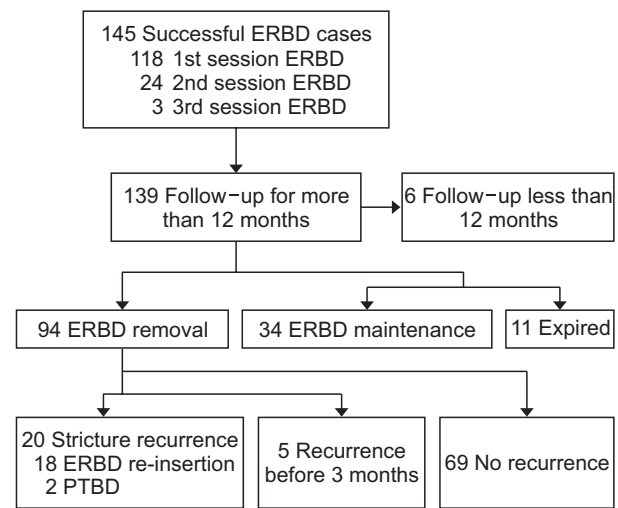 145 Successful ERBD cases
118 1st session ERBD
24 2nd session ERBD
3 3rd session ERBD
139 Follow-up for more
than 12 months
6 Follow-up less than
12 months
94 ERBD removal
34 ERBD maintenance
11 Expired
20 Stricture recurrence
18 ERBD re-insertion
2 PTBD
5 Recurrence
before 3 months
69 No recurrence